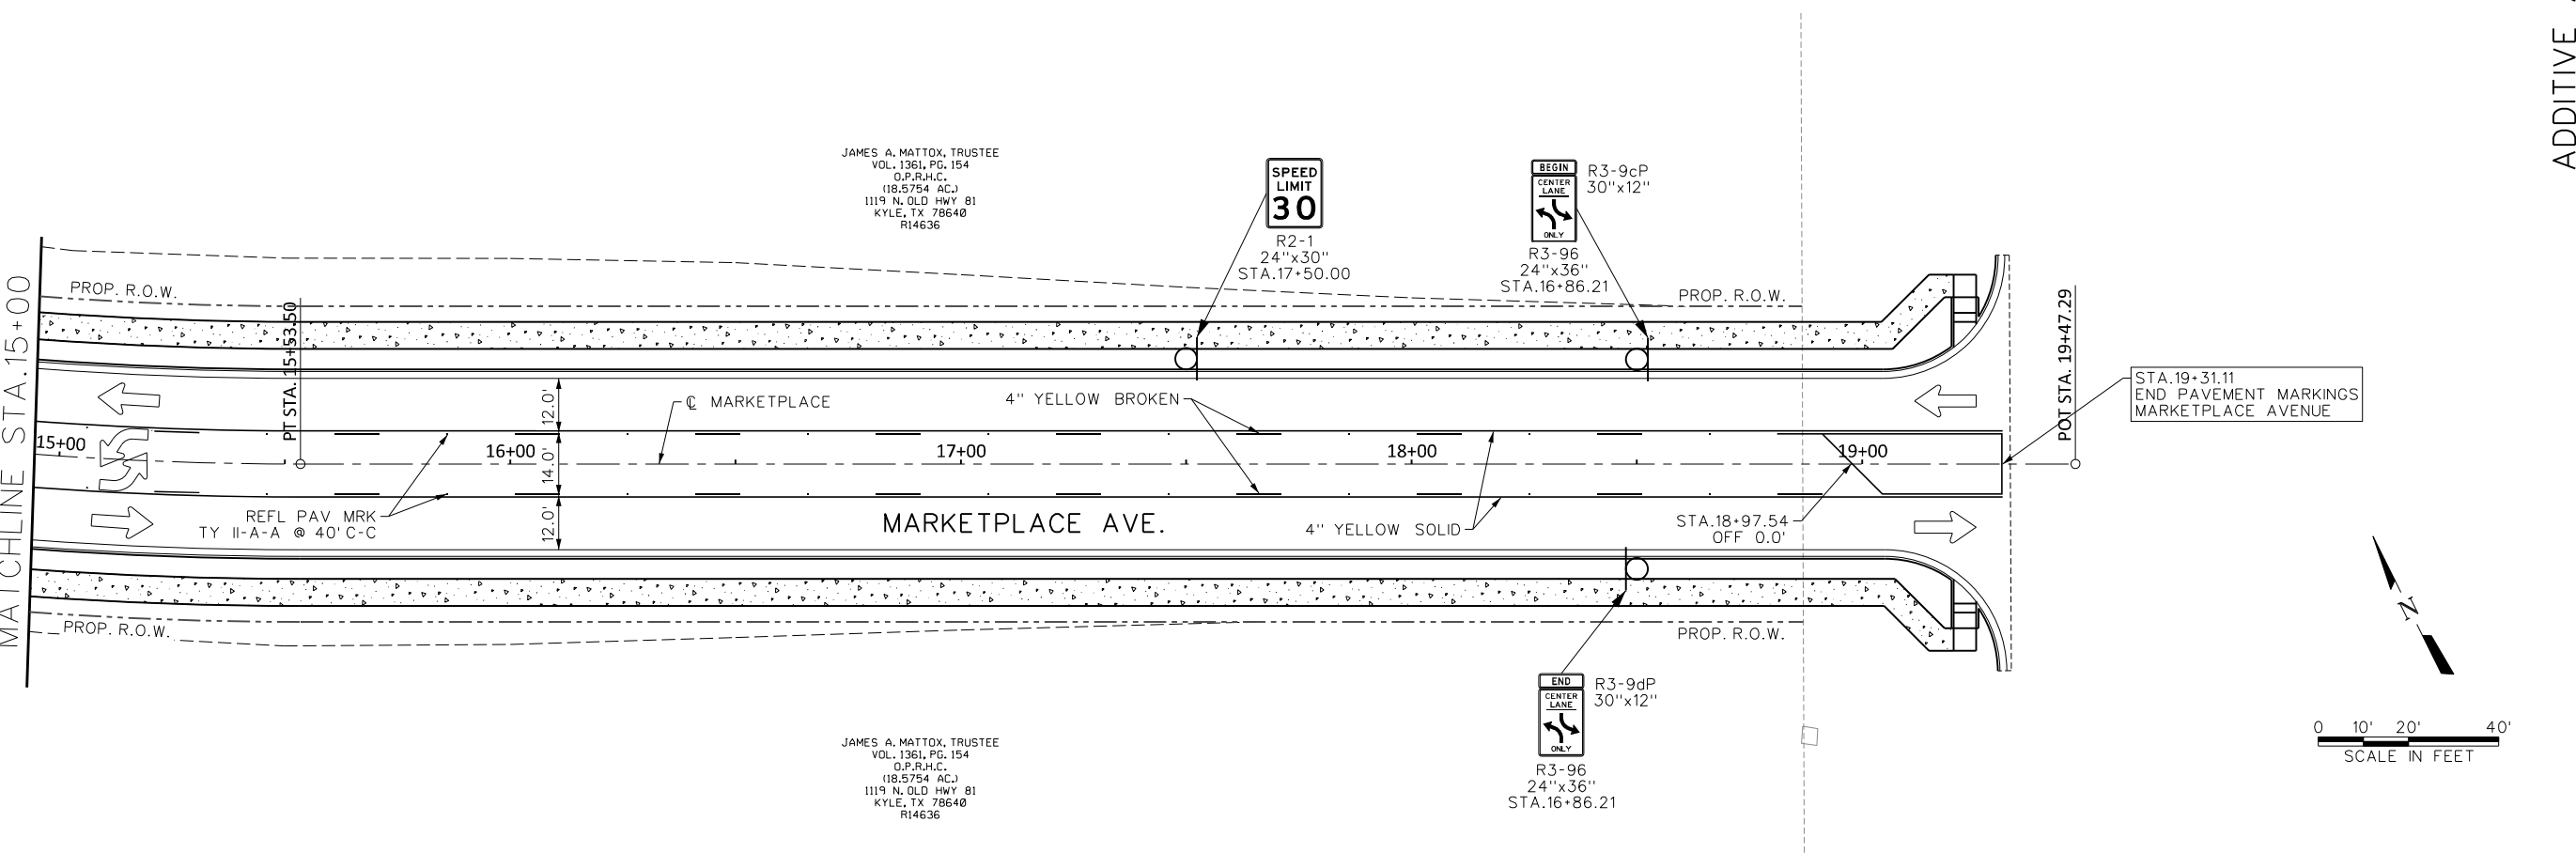 ADDITIVE
JAMES A. MATTOX, TRUSTEE
VOL. 1361, PG. 154
O.P.R.H.C.
(18.5754 AC.)
1119 N. OLD HWY 81
KYLE, TX 78640
R14636
SPEED
LIMIT
30
R2-1
24"x30"
STA.17+50.00
BEGIN
CENTER
LANE
ONLY
R3-9cP
30"x12"
R3-96
24"x36"
STA.16+86.21
MATCHLINE STA.15+00
PROP. R.O.W.
PROP. R.O.W.
PT STA. 15+53.50
POT STA. 19+47.29
STA.19+31.11
END PAVEMENT MARKINGS
MARKETPLACE AVENUE
12.0'
℄ MARKETPLACE
4" YELLOW BROKEN
15+00
16+00
17+00
18+00
19+00
14.0'
REFL PAV MRK
TY II-A-A @ 40' C-C
12.0'
MARKETPLACE AVE.
4" YELLOW SOLID
STA.18+97.54
OFF 0.0'
PROP. R.O.W.
PROP. R.O.W.
END
CENTER
LANE
ONLY
R3-9dP
30"x12"
R3-96
24"x36"
STA.16+86.21
JAMES A. MATTOX, TRUSTEE
VOL. 1361, PG. 154
O.P.R.H.C.
(18.5754 AC.)
1119 N. OLD HWY 81
KYLE, TX 78640
R14636
N
0 10' 20' 40'
SCALE IN FEET